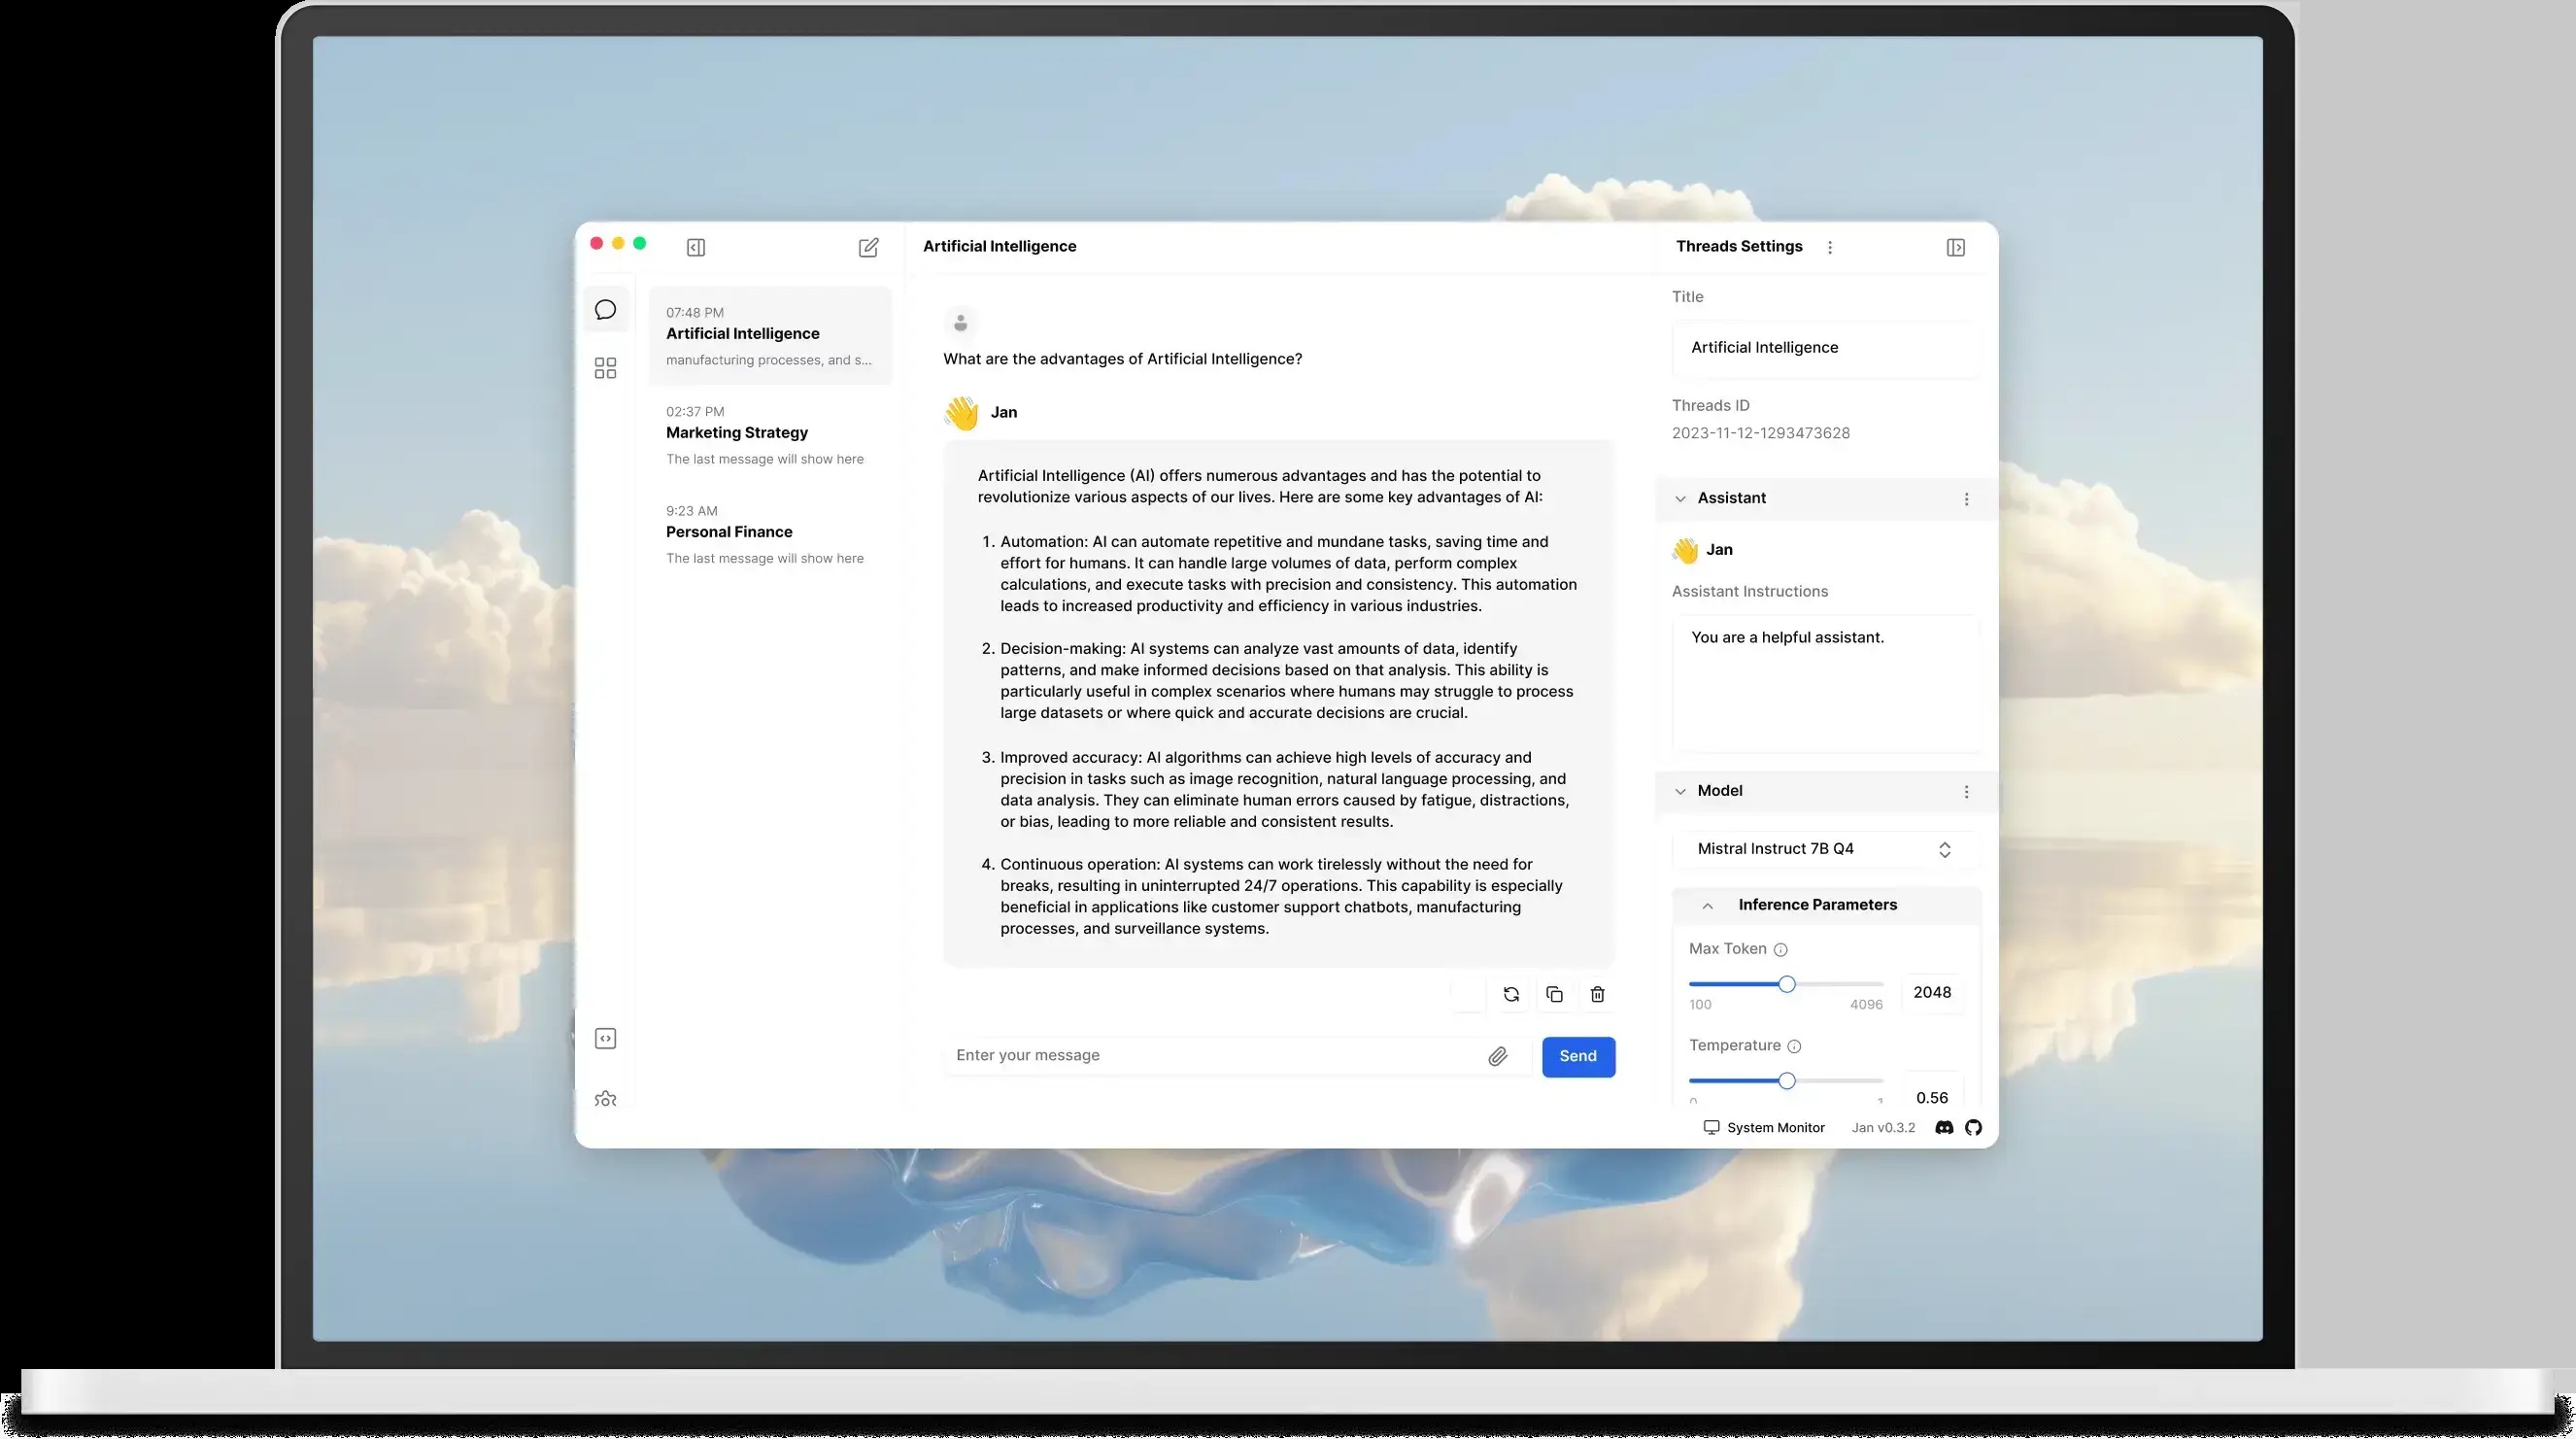 Artificial Intelligence
Threads Settings
07:48 PM
Artificial Intelligence
manufacturing processes, and s...
02:37 PM
Marketing Strategy
The last message will show here
9:23 AM
Personal Finance
The last message will show here
What are the advantages of Artificial Intelligence?
Jan
Artificial Intelligence (AI) offers numerous advantages and has the potential to
revolutionize various aspects of our lives. Here are some key advantages of AI:
1. Automation: AI can automate repetitive and mundane tasks, saving time and
effort for humans. It can handle large volumes of data, perform complex
calculations, and execute tasks with precision and consistency. This automation
leads to increased productivity and efficiency in various industries.
2. Decision-making: AI systems can analyze vast amounts of data, identify
patterns, and make informed decisions based on that analysis. This ability is
particularly useful in complex scenarios where humans may struggle to process
large datasets or where quick and accurate decisions are crucial.
3. Improved accuracy: AI algorithms can achieve high levels of accuracy and
precision in tasks such as image recognition, natural language processing, and
data analysis. They can eliminate human errors caused by fatigue, distractions,
or bias, leading to more reliable and consistent results.
4. Continuous operation: AI systems can work tirelessly without the need for
breaks, resulting in uninterrupted 24/7 operations. This capability is especially
beneficial in applications like customer support chatbots, manufacturing
processes, and surveillance systems.
Enter your message
Send
Title
Artificial Intelligence
Threads ID
2023-11-12-1293473628
Assistant
Jan
Assistant Instructions
You are a helpful assistant.
Model
Mistral Instruct 7B Q4
Inference Parameters
Max Token
100 4096 2048
Temperature
0 1 0.56
System Monitor Jan v0.3.2